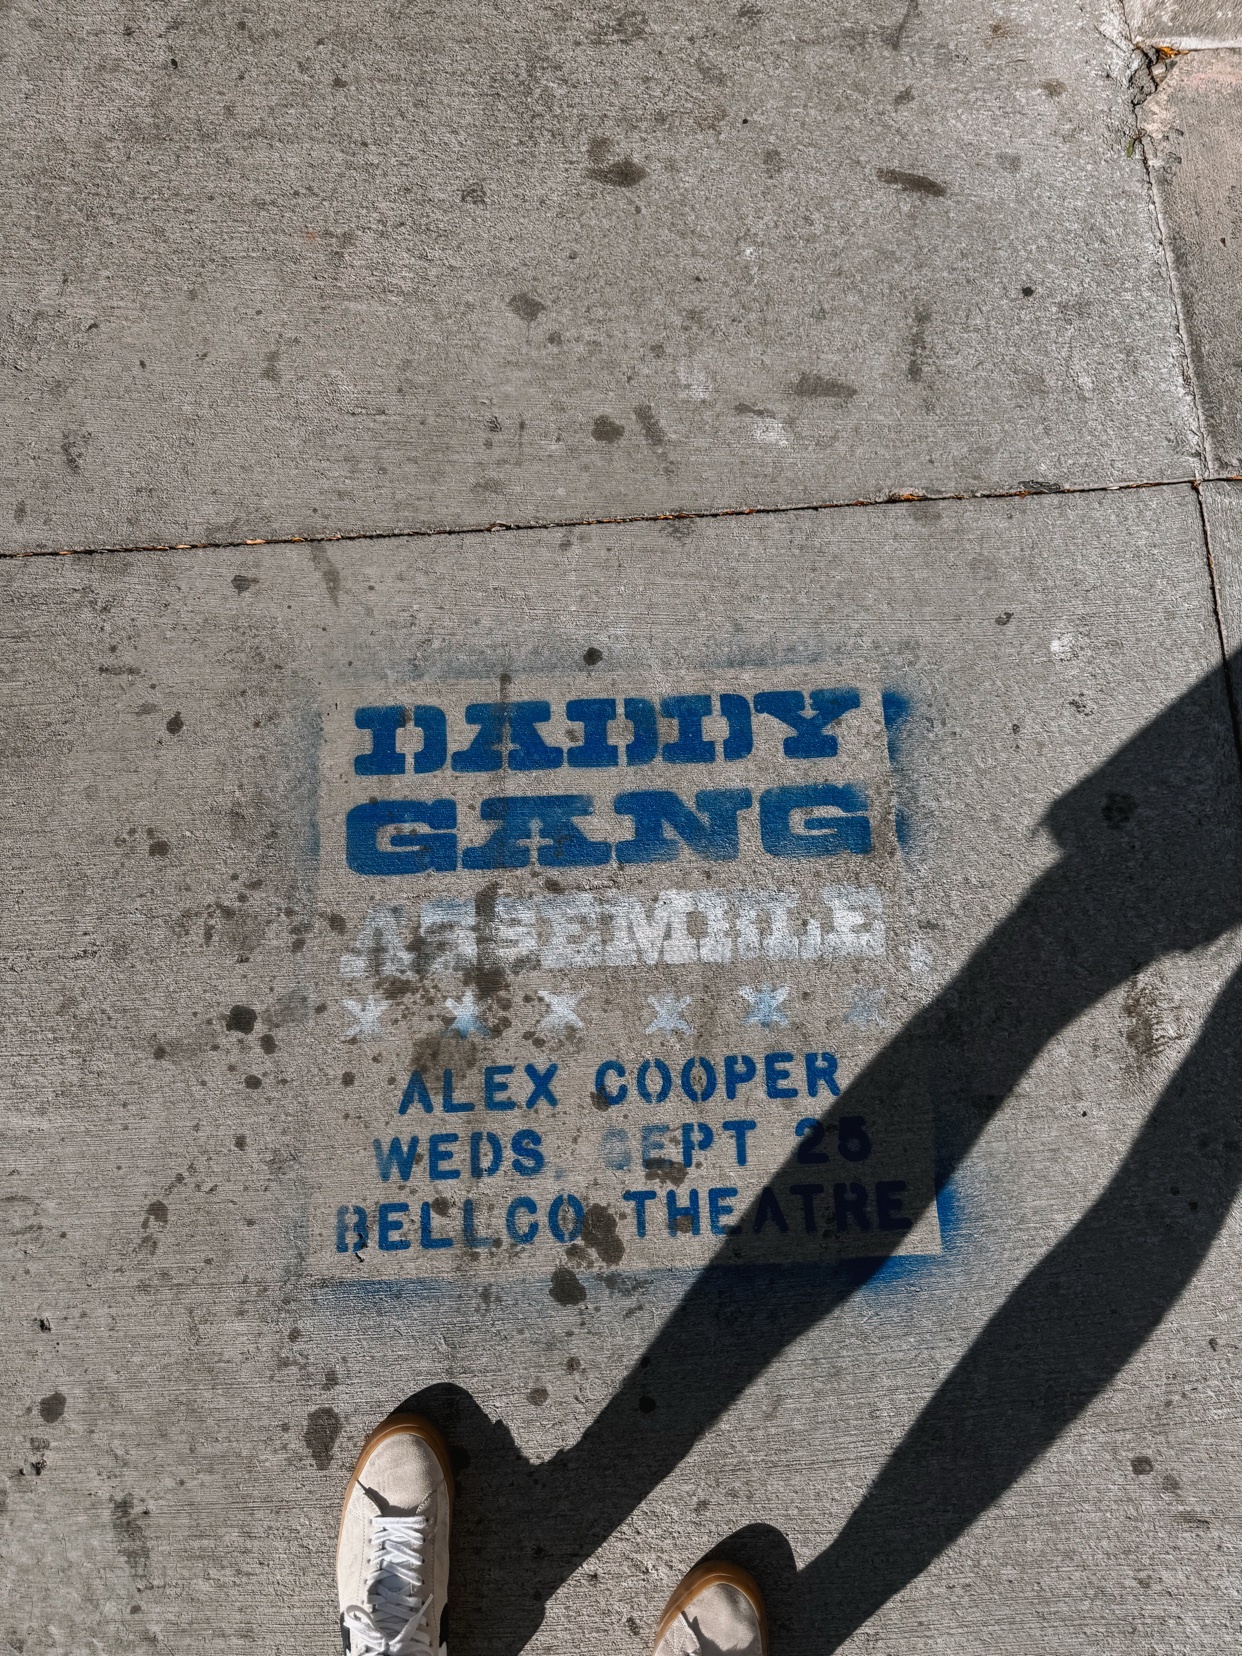 DADDY
GANG
ASSEMBLE
ALEX COOPER
WEDS, SEPT 25
BELLCO THEATRE